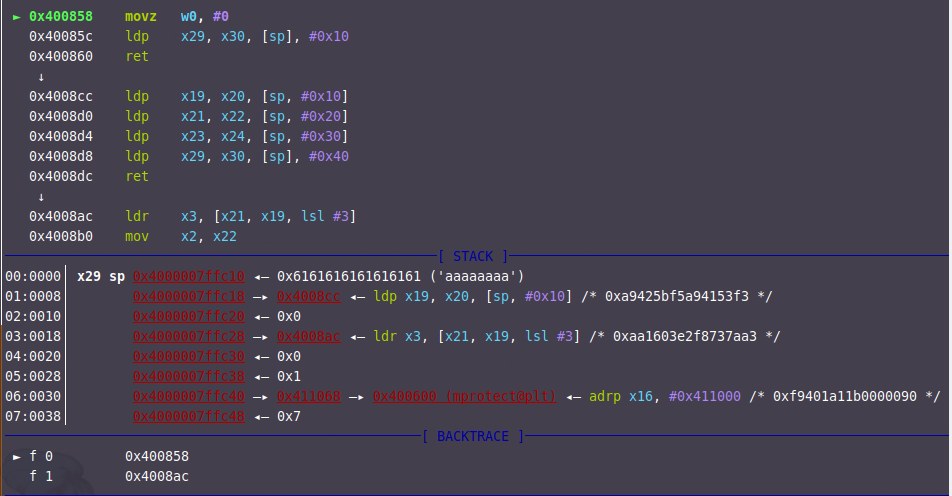 ► 0x400858 movz w0, #0
0x40085c ldp x29, x30, [sp], #0x10
0x400860 ret
↓
0x4008cc ldp x19, x20, [sp, #0x10]
0x4008d0 ldp x21, x22, [sp, #0x20]
0x4008d4 ldp x23, x24, [sp, #0x30]
0x4008d8 ldp x29, x30, [sp], #0x40
0x4008dc ret
↓
0x4008ac ldr x3, [x21, x19, lsl #3]
0x4008b0 mov x2, x22
[ STACK ]
00:0000│ x29 sp 0x4000007ffc10 ◂— 0x6161616161616161 ('aaaaaaaa')
01:0008│ 0x4000007ffc18 —▸ 0x4008cc ◂— ldp x19, x20, [sp, #0x10] /* 0xa9425bf5a94153f3 */
02:0010│ 0x4000007ffc20 ◂— 0x0
03:0018│ 0x4000007ffc28 —▸ 0x4008ac ◂— ldr x3, [x21, x19, lsl #3] /* 0xaa1603e2f8737aa3 */
04:0020│ 0x4000007ffc30 ◂— 0x0
05:0028│ 0x4000007ffc38 ◂— 0x1
06:0030│ 0x4000007ffc40 —▸ 0x411068 —▸ 0x400600 (mprotect@plt) ◂— adrp x16, #0x411000 /* 0xf9401a11b0000090 */
07:0038│ 0x4000007ffc48 ◂— 0x7
[ BACKTRACE ]
► f 0 0x400858
f 1 0x4008ac